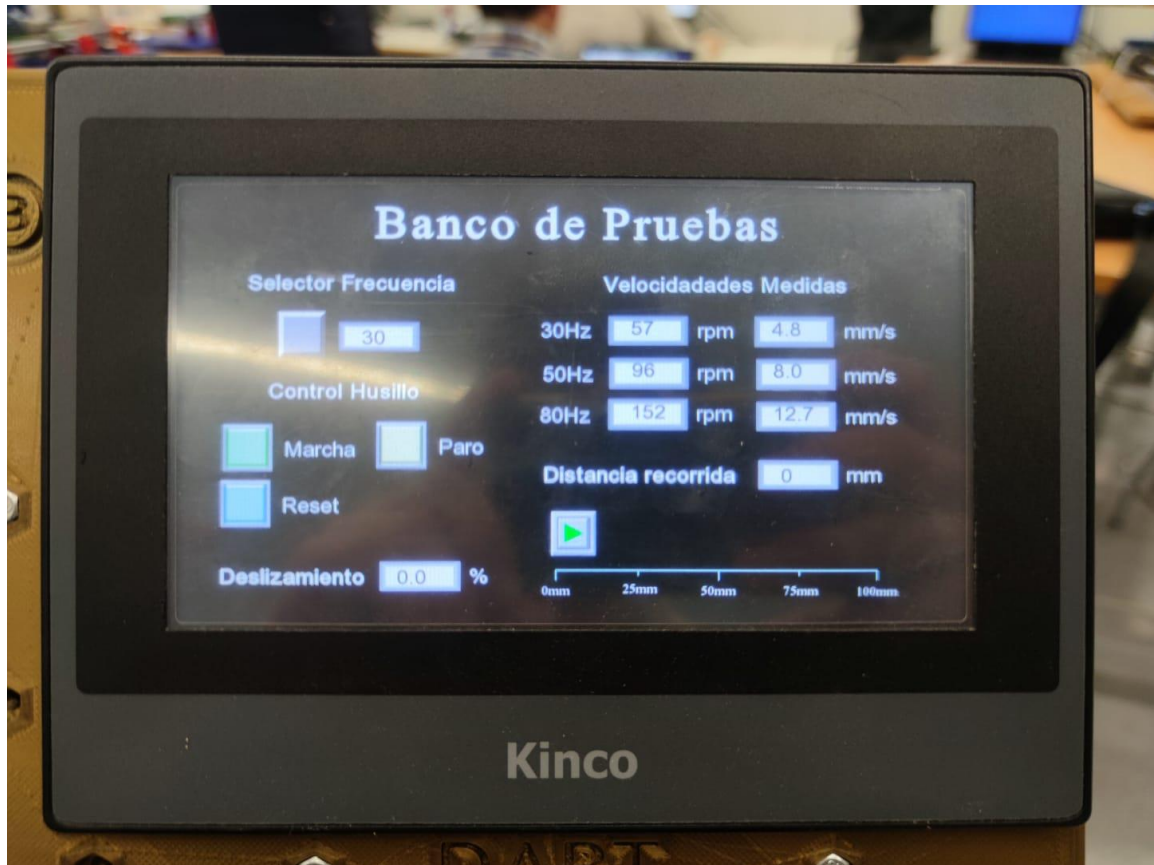 Banco de Pruebas
Selector Frecuencia
30
Control Husillo
Marcha Paro
Reset
Deslizamiento 0.0 %
Velocidadades Medidas
30Hz 57 rpm 4.8 mm/s
50Hz 96 rpm 8.0 mm/s
80Hz 152 rpm 12.7 mm/s
Distancia recorrida 0 mm
0mm 25mm 50mm 75mm 100mm
Kinco